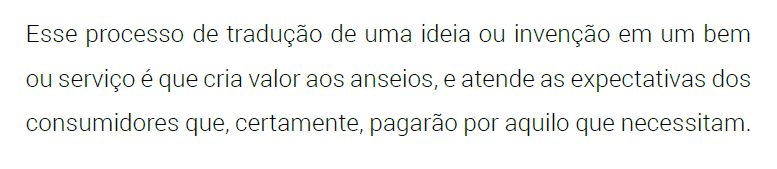 Esse processo de tradução de uma ideia ou invenção em um bem
ou serviço é que cria valor aos anseios, e atende as expectativas dos
consumidores que, certamente, pagarão por aquilo que necessitam.